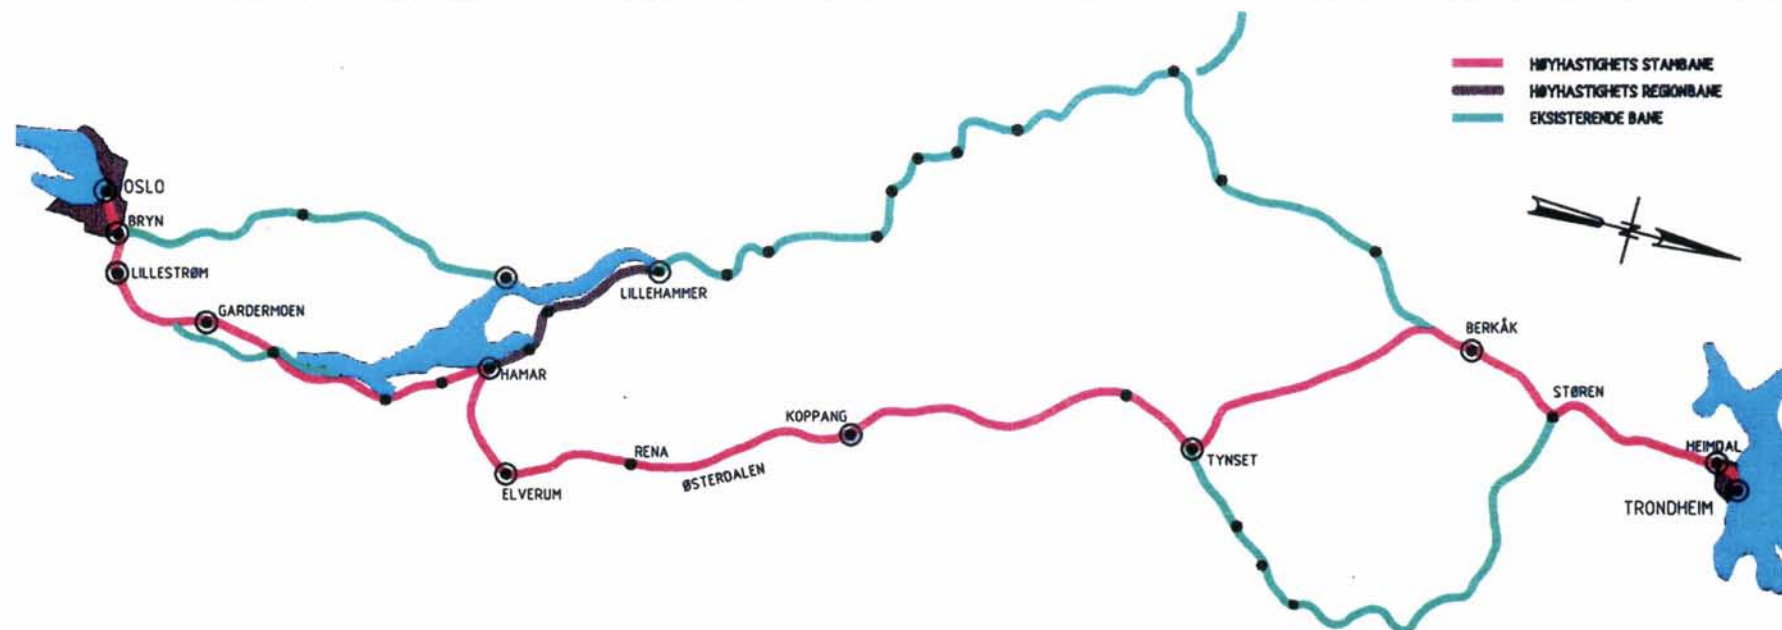 HØYHASTIGHETS STAMBANE
HØYHASTIGHETS REGIONBANE
EKSISTERENDE BANE
OSLO
BRYN
LILLESTRØM
GARDERMOEN
LILLEHAMMER
HAMAR
ELVERUM
RENA
ØSTERDALEN
KOPPANG
TYNSET
BERKÅK
STØREN
HEIMDAL
TRONDHEIM